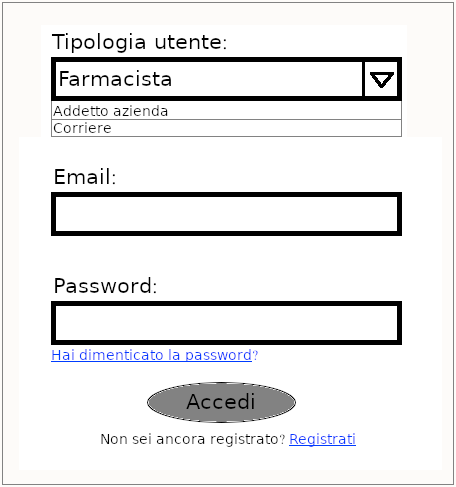 Tipologia utente:
Farmacista
Addetto azienda
Corriere
Email:
Password:
Hai dimenticato la password?
Accedi
Non sei ancora registrato? Registrati